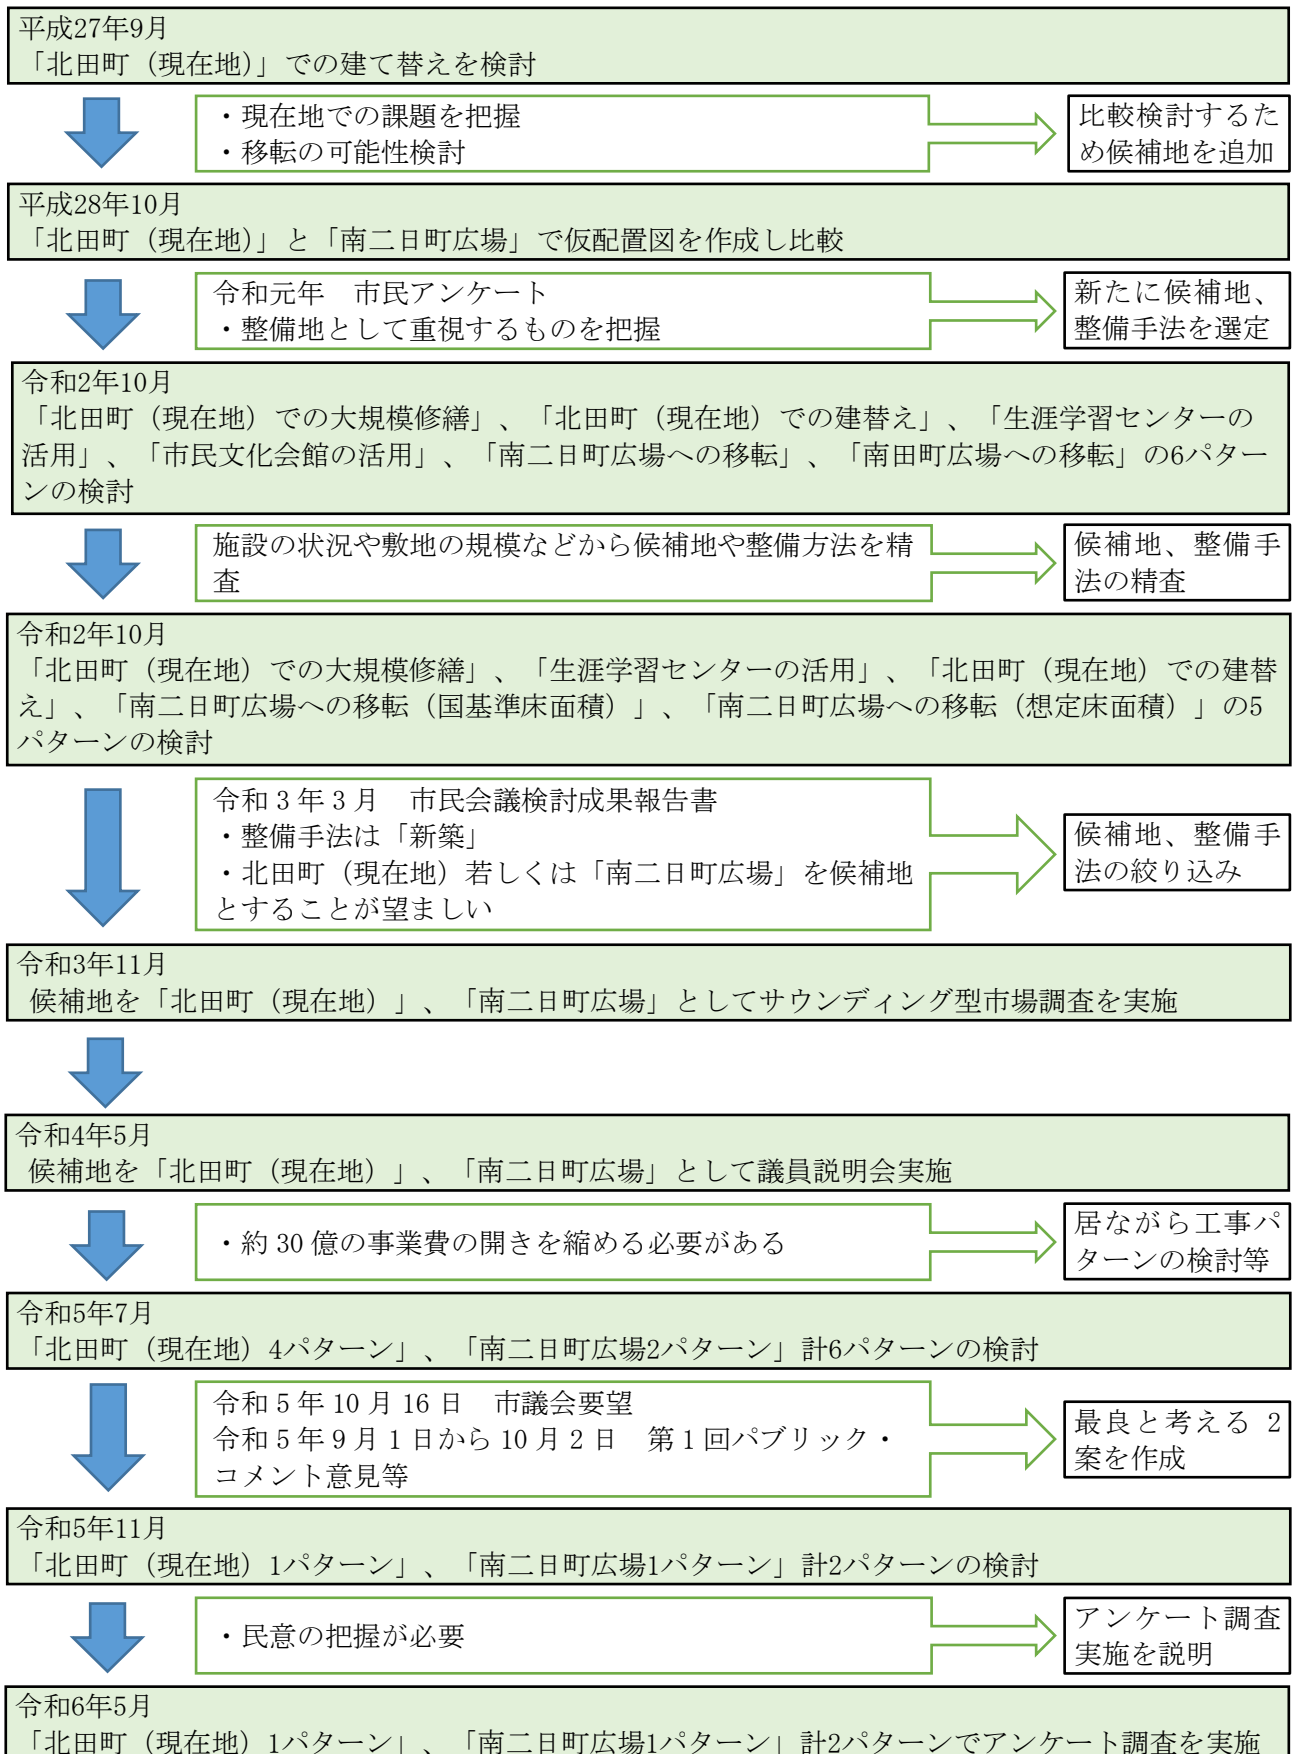 平成27年9月
「北田町（現在地）」での建て替えを検討
・現在地での課題を把握
・移転の可能性検討
比較検討するた
め候補地を追加
平成28年10月
「北田町（現在地）」と「南二日町広場」で仮配置図を作成し比較
令和元年　市民アンケート
・整備地として重視するものを把握
新たに候補地、
整備手法を選定
令和2年10月
「北田町（現在地）での大規模修繕」、「北田町（現在地）での建替え」、「生涯学習センターの
活用」、「市民文化会館の活用」、「南二日町広場への移転」、「南田町広場への移転」の6パター
ンの検討
施設の状況や敷地の規模などから候補地や整備方法を精
査
候補地、整備手
法の精査
令和2年10月
「北田町（現在地）での大規模修繕」、「生涯学習センターの活用」、「北田町（現在地）での建替
え」、「南二日町広場への移転（国基準床面積）」、「南二日町広場への移転（想定床面積）」の5
パターンの検討
令和３年３月　市民会議検討成果報告書
・整備手法は「新築」
・北田町（現在地）若しくは「南二日町広場」を候補地
とすることが望ましい
候補地、整備手
法の絞り込み
令和3年11月
候補地を「北田町（現在地）」、「南二日町広場」としてサウンディング型市場調査を実施
令和4年5月
候補地を「北田町（現在地）」、「南二日町広場」として議員説明会実施
・約 30 億の事業費の開きを縮める必要がある
居ながら工事パ
ターンの検討等
令和5年7月
「北田町（現在地）4パターン」、「南二日町広場2パターン」計6パターンの検討
令和５年 10 月 16 日　市議会要望
令和５年９月１日から 10 月２日　第１回パブリック・
コメント意見等
最良と考える 2
案を作成
令和5年11月
「北田町（現在地）1パターン」、「南二日町広場1パターン」計2パターンの検討
・民意の把握が必要
アンケート調査
実施を説明
令和6年5月
「北田町（現在地）1パターン」、「南二日町広場1パターン」計2パターンでアンケート調査を実施